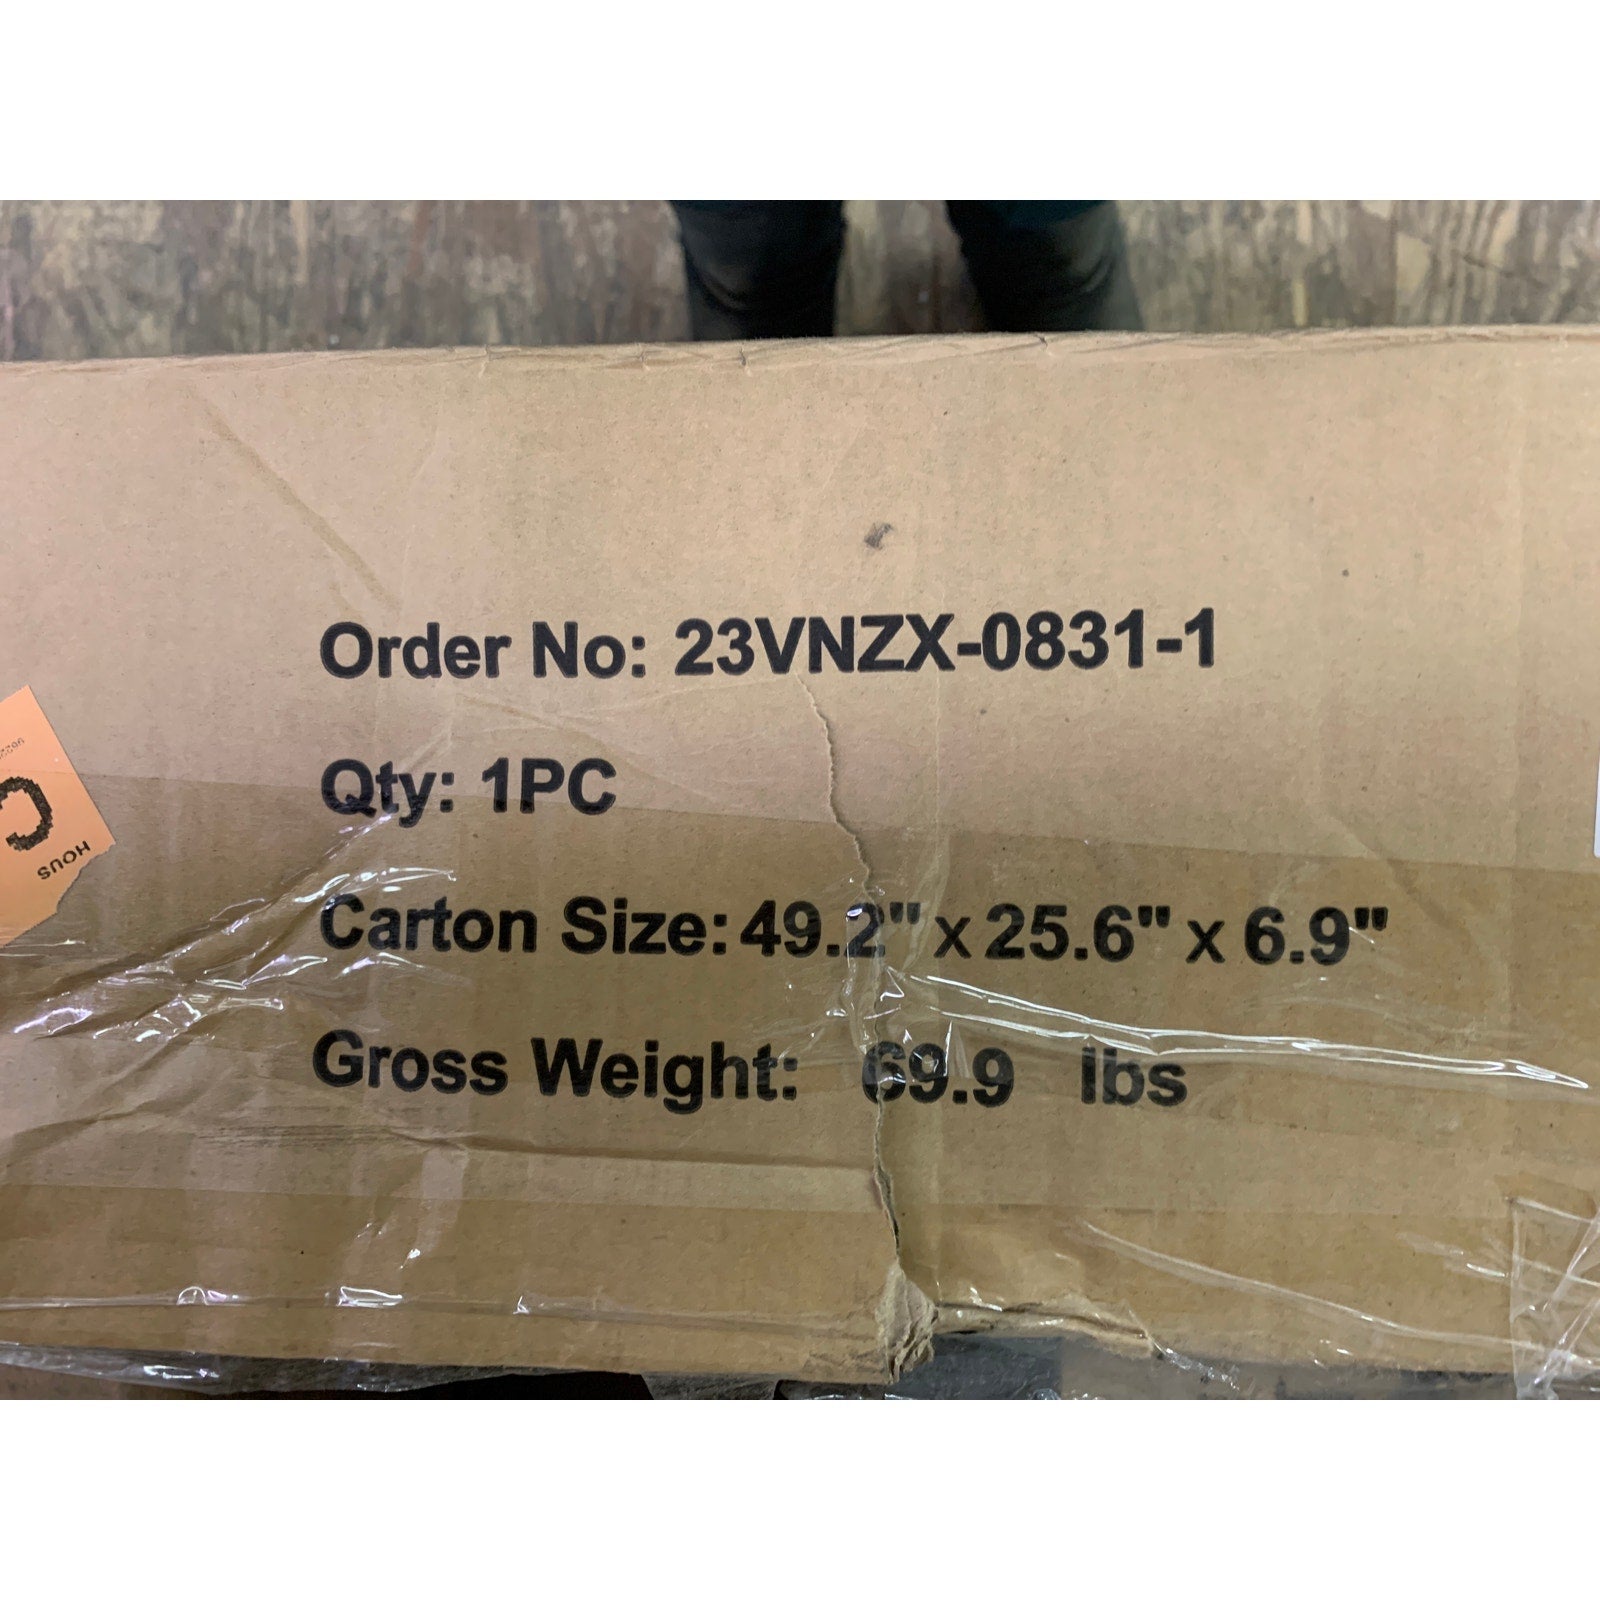 Order No: 23VNZX-0831-1
Qty: 1PC
Carton Size: 49.2" x 25.6" x 6.9"
Gross Weight: 69.9 lbs
C
HOUS